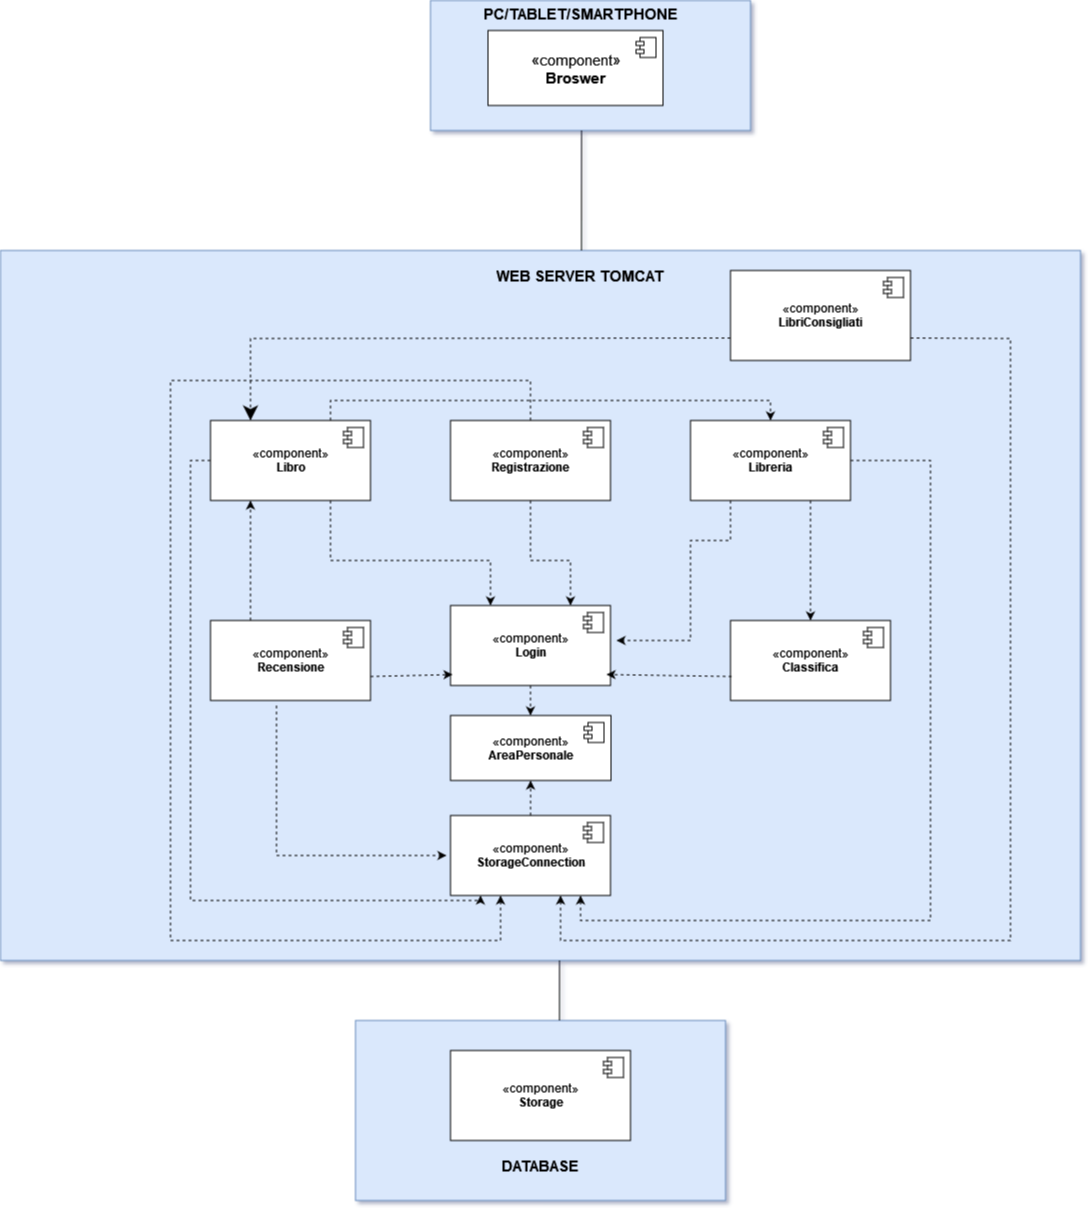 PC/TABLET/SMARTPHONE
«component»
Broswer
WEB SERVER TOMCAT
«component»
LibriConsigliati
«component»
Libro
«component»
Registrazione
«component»
Libreria
«component»
Recensione
«component»
Login
«component»
Classifica
«component»
AreaPersonale
«component»
StorageConnection
«component»
Storage
DATABASE